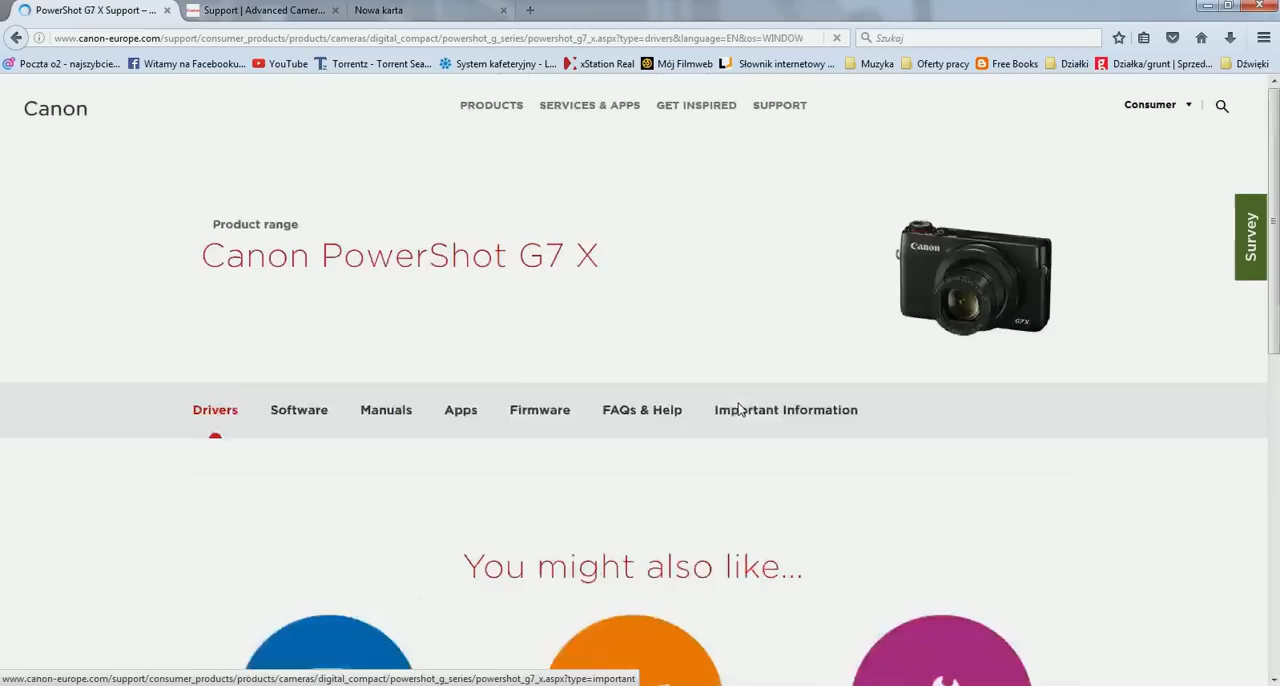 PowerShot G7 X Support – ...
Support | Advanced Camer...
Nowa karta
www.canon-europe.com/support/consumer_products/products/cameras/digital_compact/powershot_g_series/powershot_g7_x.aspx?type=drivers&language=EN&os=WINDOW
Szukaj
Poczta o2 - najszybcie...
Witamy na Facebooku...
YouTube
Torrentz - Torrent Sea...
System kafeteryjny - L...
xStation Real
Mój Filmweb
Słownik internetowy ...
Muzyka
Oferty pracy
Free Books
Działki
Działka/grunt | Sprzed...
Dźwięki
Canon
PRODUCTS
SERVICES & APPS
GET INSPIRED
SUPPORT
Consumer
Product range
Canon PowerShot G7 X
Canon
G7X
Survey
Drivers
Software
Manuals
Apps
Firmware
FAQs & Help
Important Information
You might also like...
www.canon-europe.com/support/consumer_products/products/cameras/digital_compact/powershot_g_series/powershot_g7_x.aspx?type=important